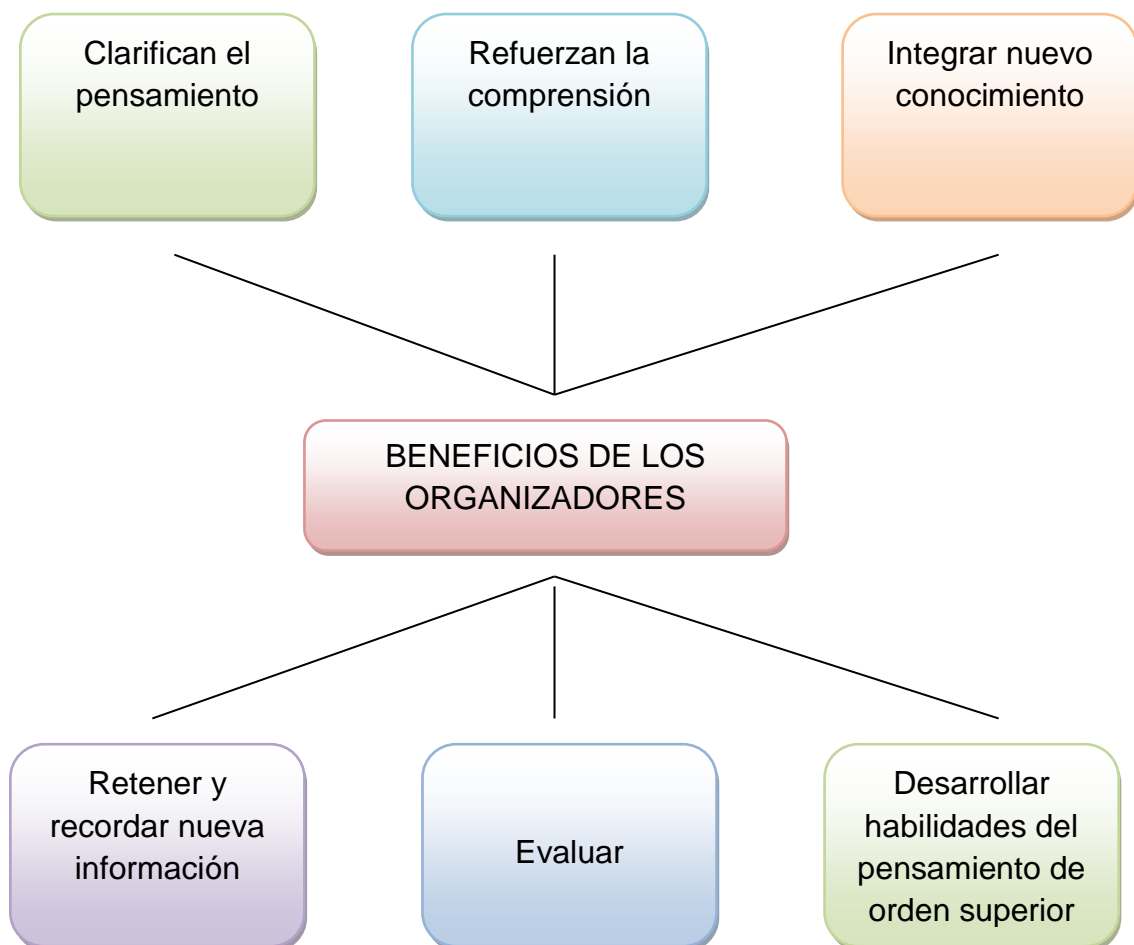 Clarifican el
pensamiento
Refuerzan la
comprensión
Integrar nuevo
conocimiento
BENEFICIOS DE LOS
ORGANIZADORES
Retener y
recordar nueva
información
Evaluar
Desarrollar
habilidades del
pensamiento de
orden superior